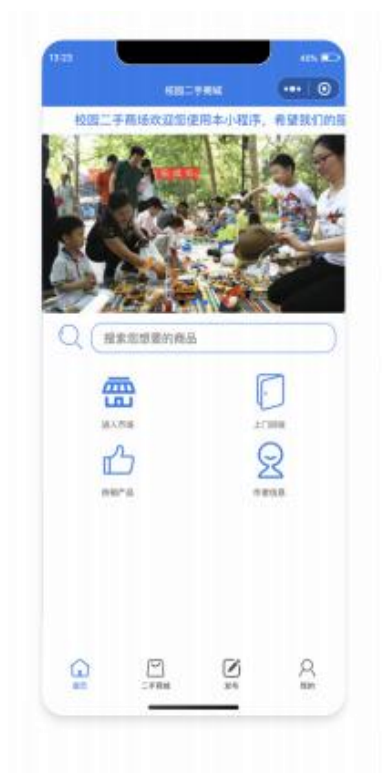 13:23
校园二手商城
校园二手商场欢迎您使用本小程序，希望我们的服
搜索您想要的商品
进入市场
上门回收
热销产品
作者信息
首页
二手商城
发布
我的